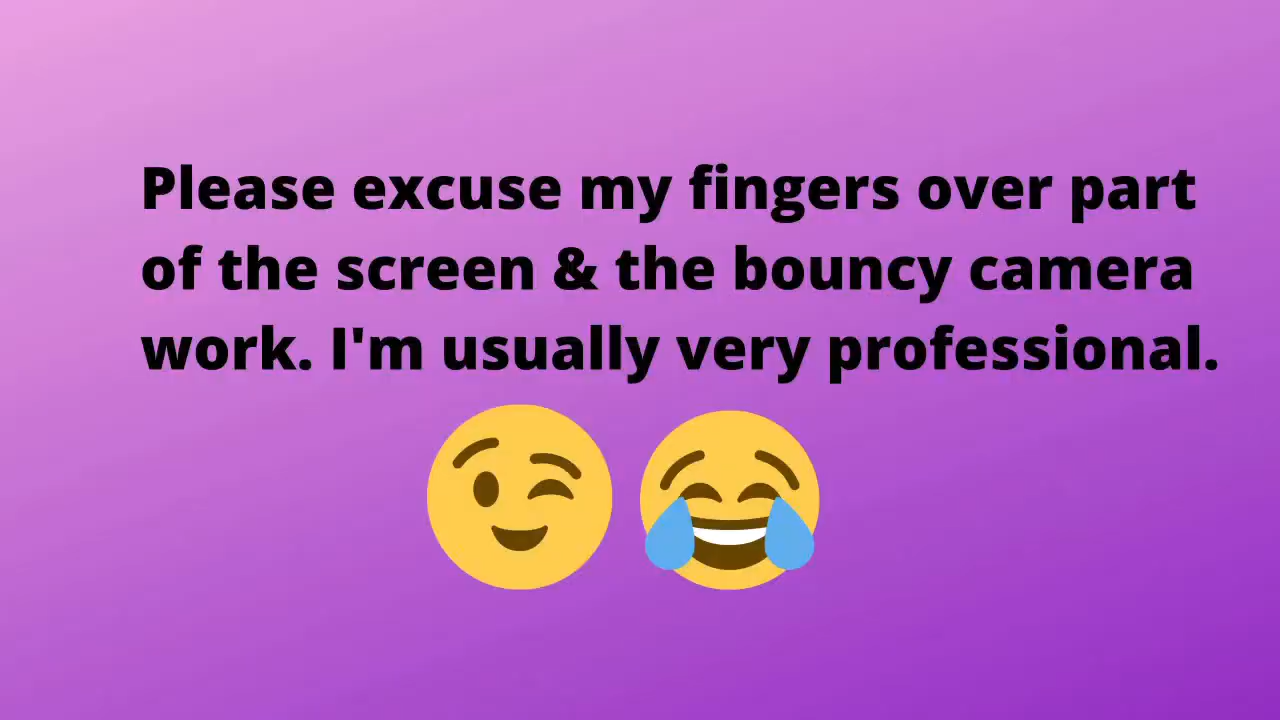 Please excuse my fingers over part
of the screen & the bouncy camera
work. I'm usually very professional.